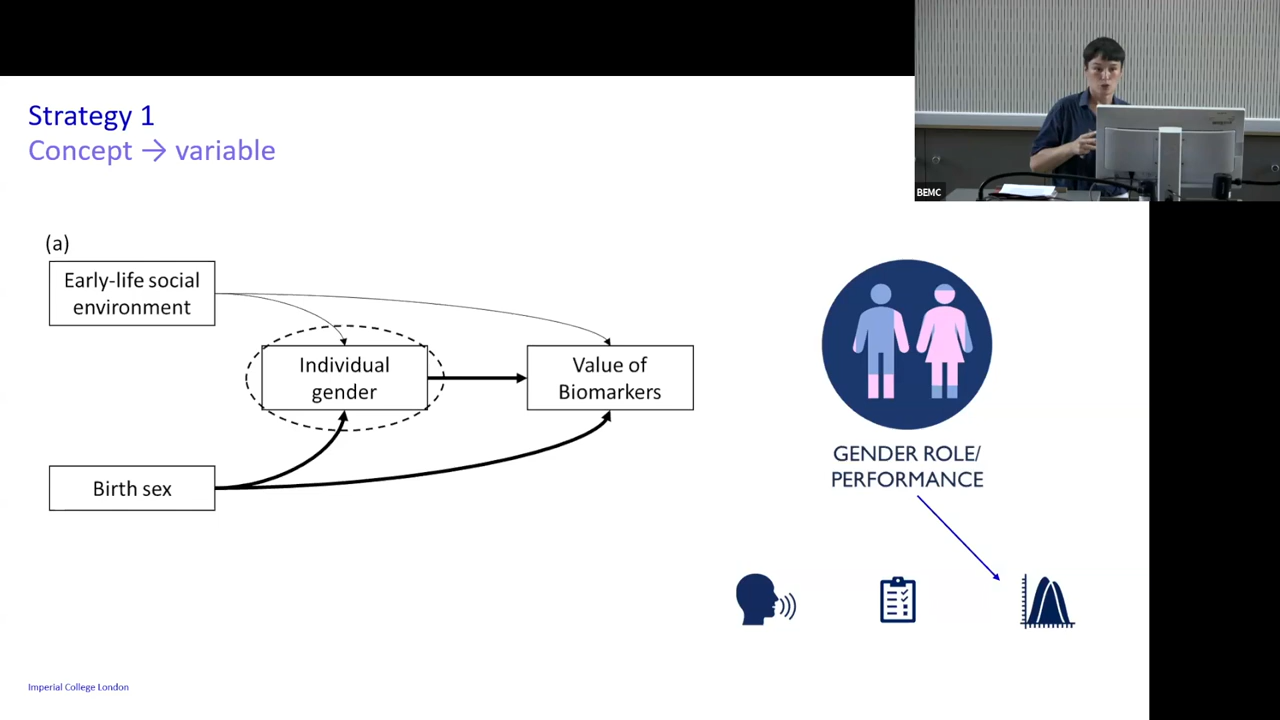 Strategy 1
Concept → variable
BEMC
(a)
Early-life social
environment
Individual
gender
Value of
Biomarkers
Birth sex
GENDER ROLE/
PERFORMANCE
Imperial College London